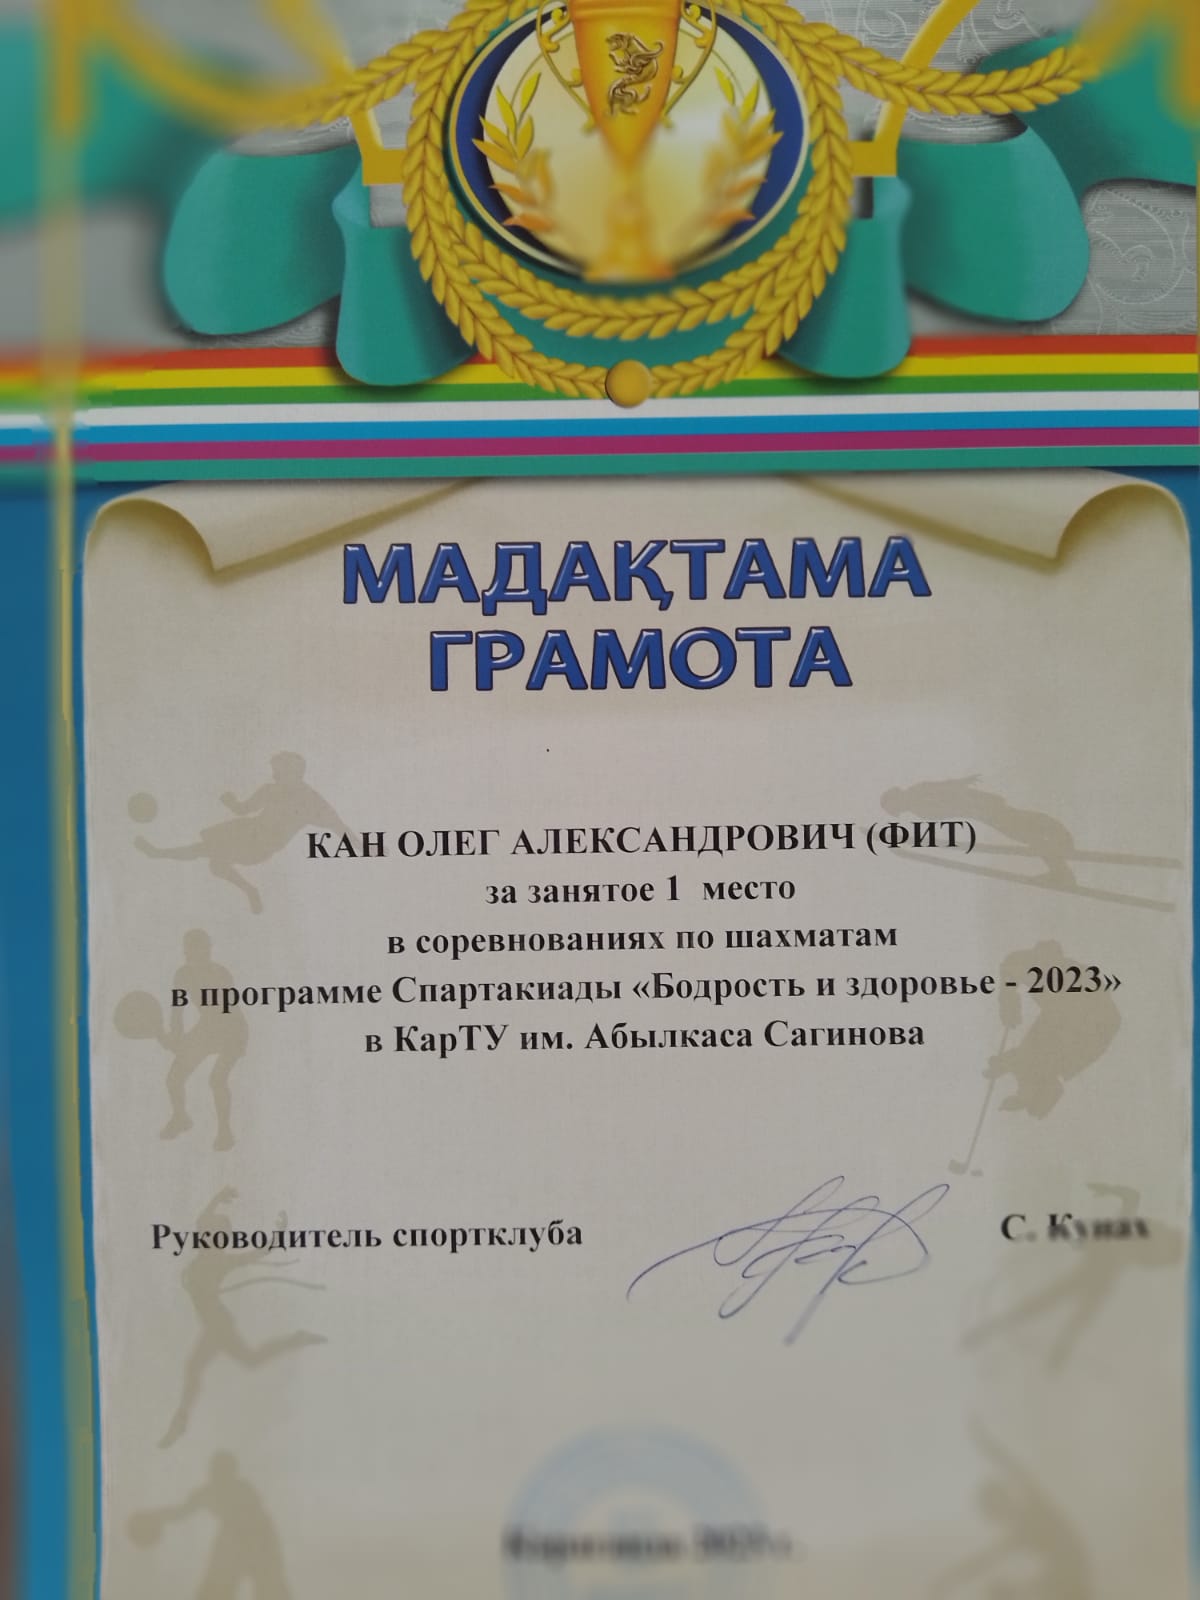 МАДАҚТАМА
ГРАМОТА
КАН ОЛЕГ АЛЕКСАНДРОВИЧ (ФИТ)
за занятое 1 место
в соревнованиях по шахматам
в программе Спартакиады «Бодрость и здоровье - 2023»
в КарТУ им. Абылкаса Сагинова
Руководитель спортклуба С.